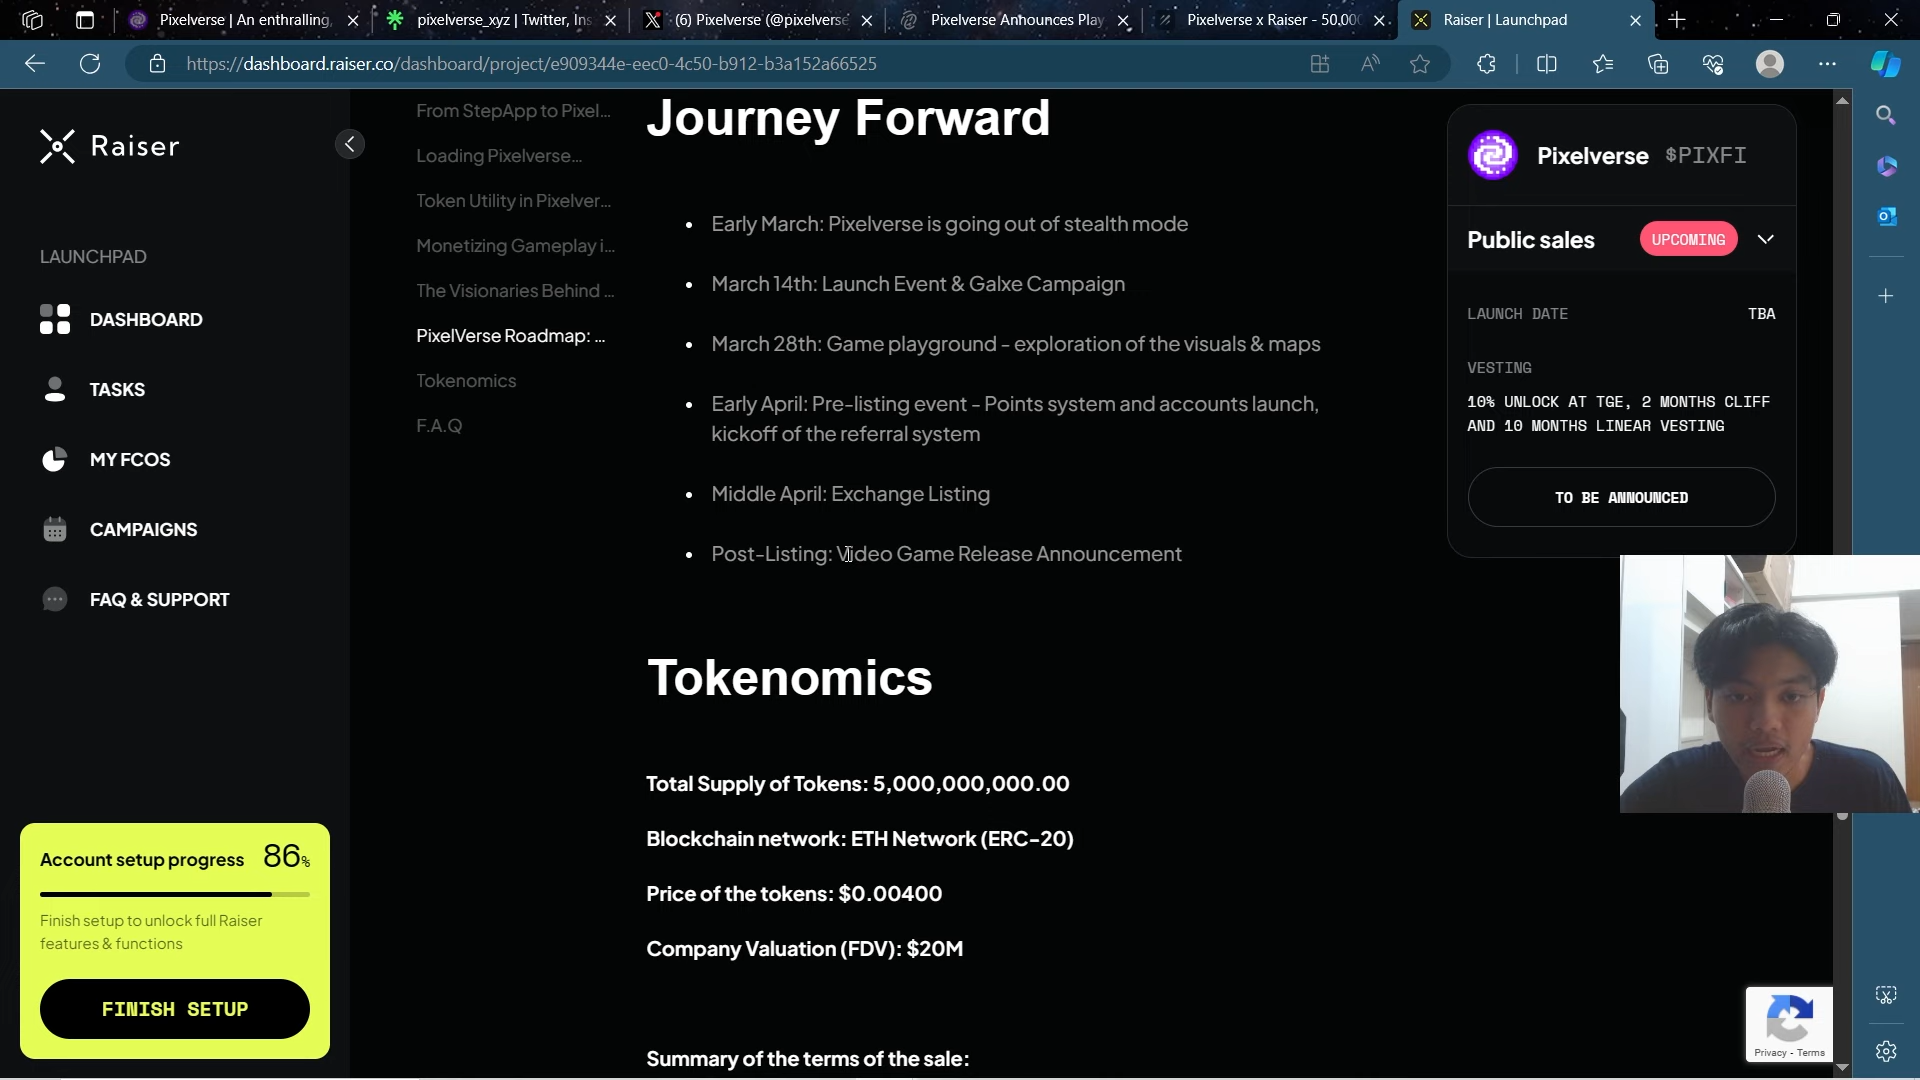 Pixelverse | An enthralling
pixelverse_xyz | Twitter, Ins
(6) Pixelverse (@pixelverse
Pixelverse Announces Play
Pixelverse x Raiser - 50,000
Raiser | Launchpad
https://dashboard.raiser.co/dashboard/project/e909344e-eec0-4c50-b912-b3a152a66525
Raiser
LAUNCHPAD
DASHBOARD
TASKS
MY FCOS
CAMPAIGNS
FAQ & SUPPORT
Account setup progress 86%
Finish setup to unlock full Raiser
features & functions
FINISH SETUP
From StepApp to Pixel...
Loading Pixelverse...
Token Utility in Pixelver...
Monetizing Gameplay i...
The Visionaries Behind ...
PixelVerse Roadmap: ...
Tokenomics
F.A.Q
Journey Forward
• Early March: Pixelverse is going out of stealth mode
• March 14th: Launch Event & Galxe Campaign
• March 28th: Game playground - exploration of the visuals & maps
• Early April: Pre-listing event - Points system and accounts launch,
kickoff of the referral system
• Middle April: Exchange Listing
• Post-Listing: Video Game Release Announcement
Tokenomics
Total Supply of Tokens: 5,000,000,000.00
Blockchain network: ETH Network (ERC-20)
Price of the tokens: $0.00400
Company Valuation (FDV): $20M
Summary of the terms of the sale:
Pixelverse $PIXFI
Public sales UPCOMING
LAUNCH DATE TBA
VESTING
10% UNLOCK AT TGE, 2 MONTHS CLIFF
AND 10 MONTHS LINEAR VESTING
TO BE ANNOUNCED
Privacy - Terms